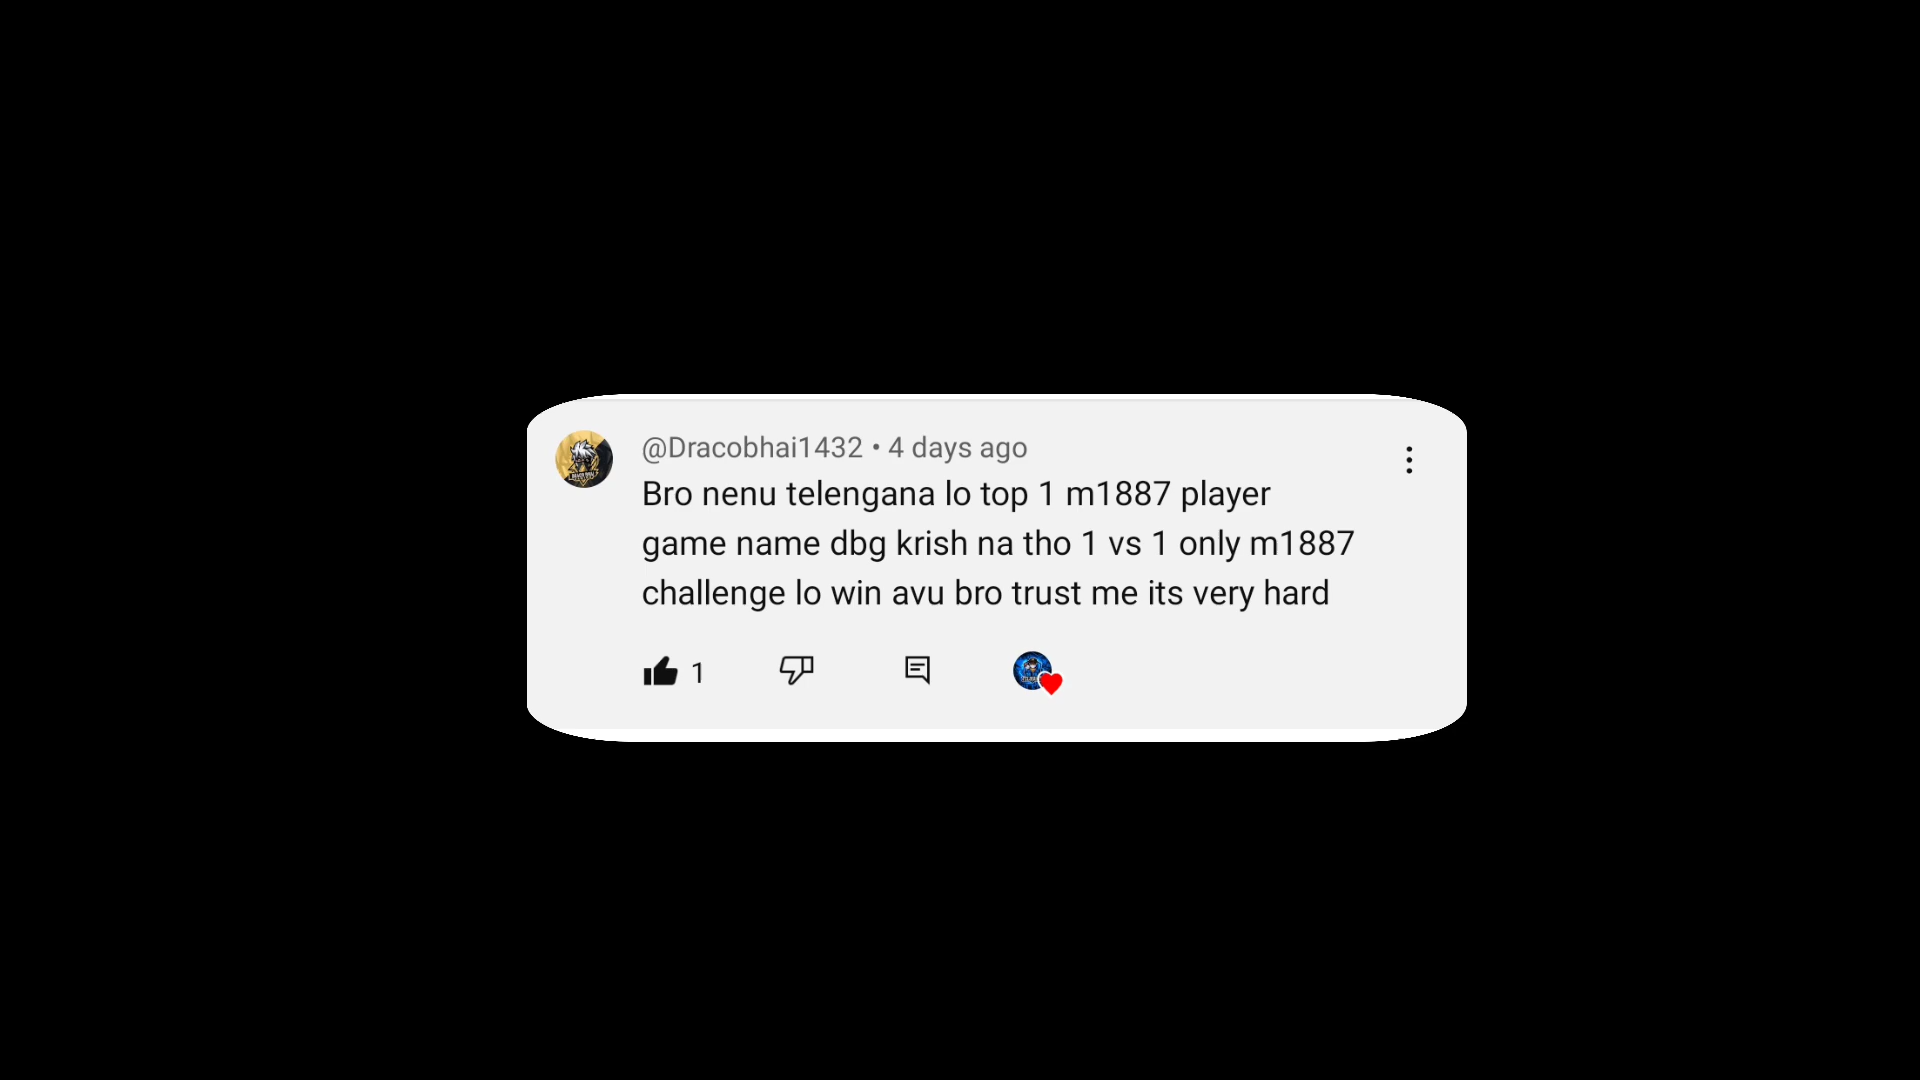 @Dracobhai1432 • 4 days ago
Bro nenu telengana lo top 1 m1887 player
game name dbg krish na tho 1 vs 1 only m1887
challenge lo win avu bro trust me its very hard
1